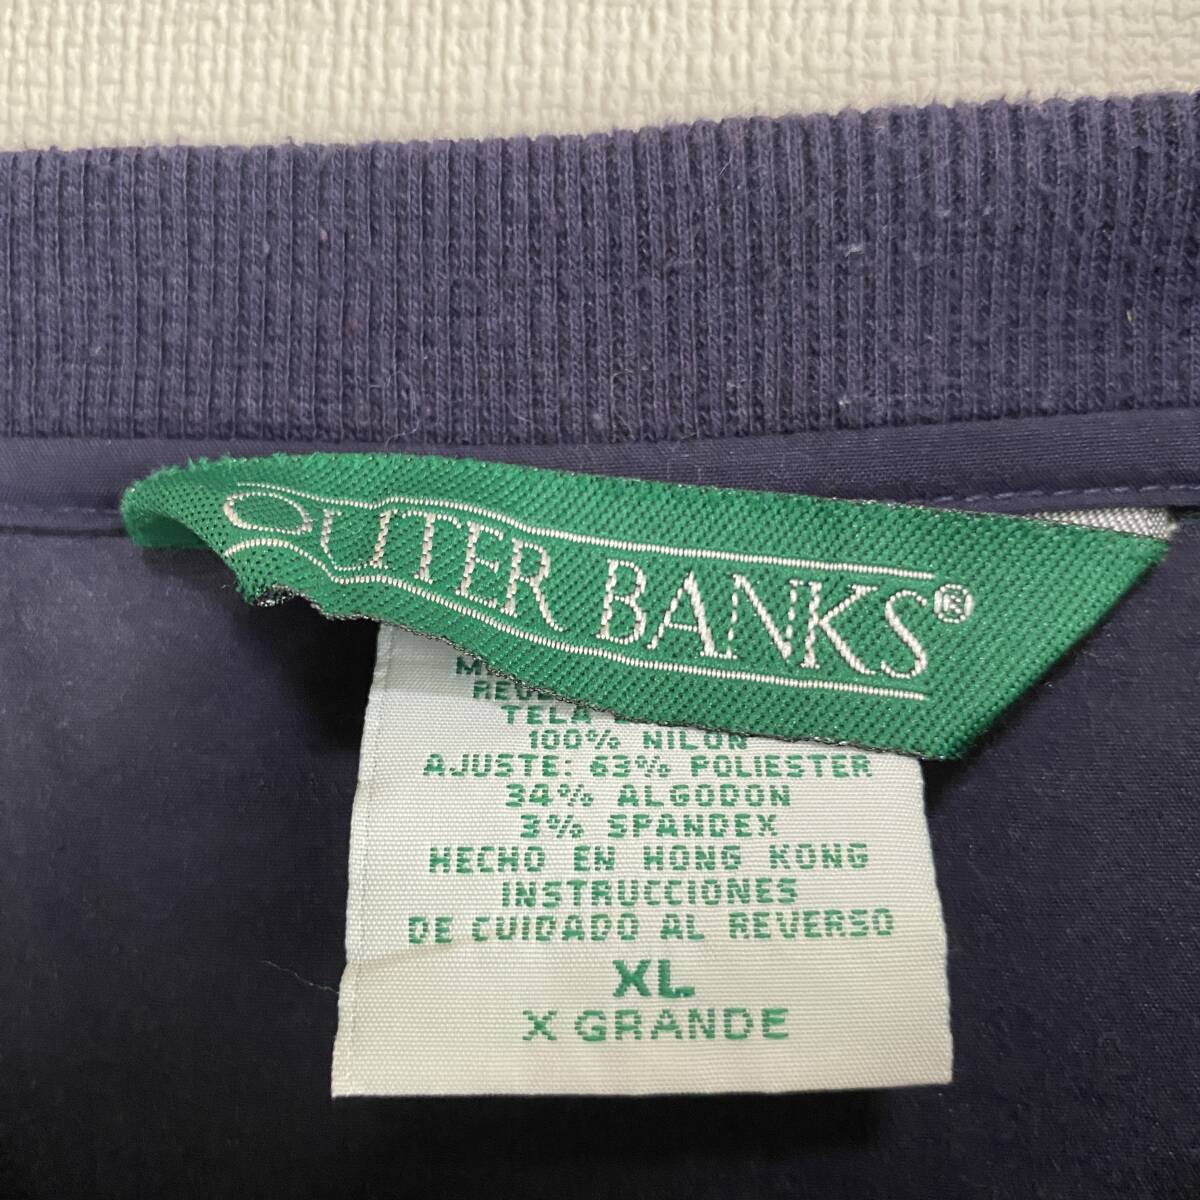 OUTER BANKS®
TELA
100% NILON
AJUSTE: 63% POLIESTER
34% ALGODON
3% SPANDEX
HECHO EN HONG KONG
INSTRUCCIONES
DE CUIDADO AL REVERSO
XL
X GRANDE